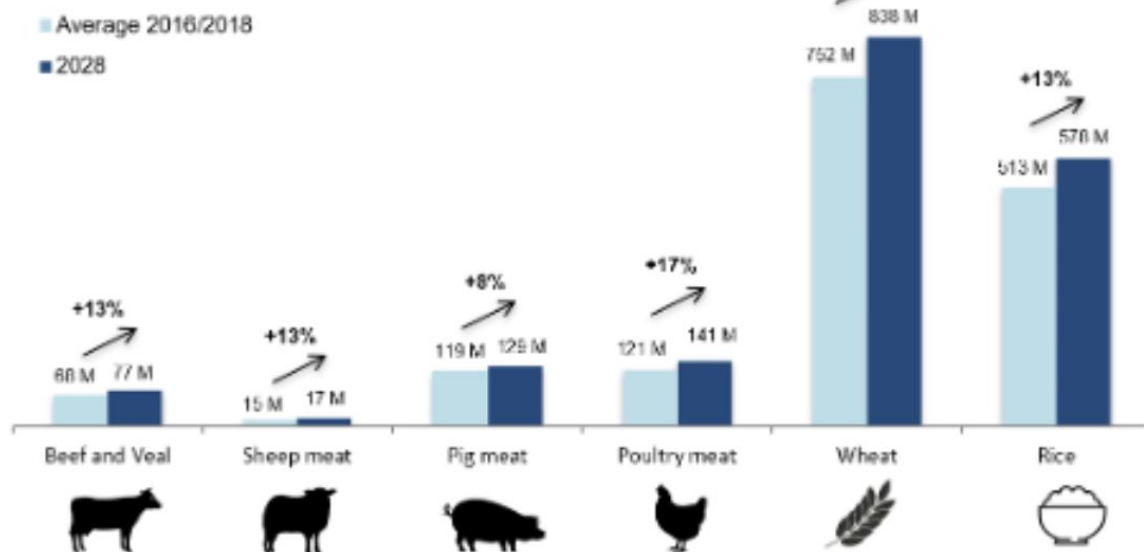 Average 2016/2018
2028
838 M
752 M
+13%
578 M
513 M
+17%
+8%
141 M
+13%
119 M 129 M
121 M
+13%
68 M 77 M
15 M 17 M
Beef and Veal Sheep meat Pig meat Poultry meat Wheat Rice